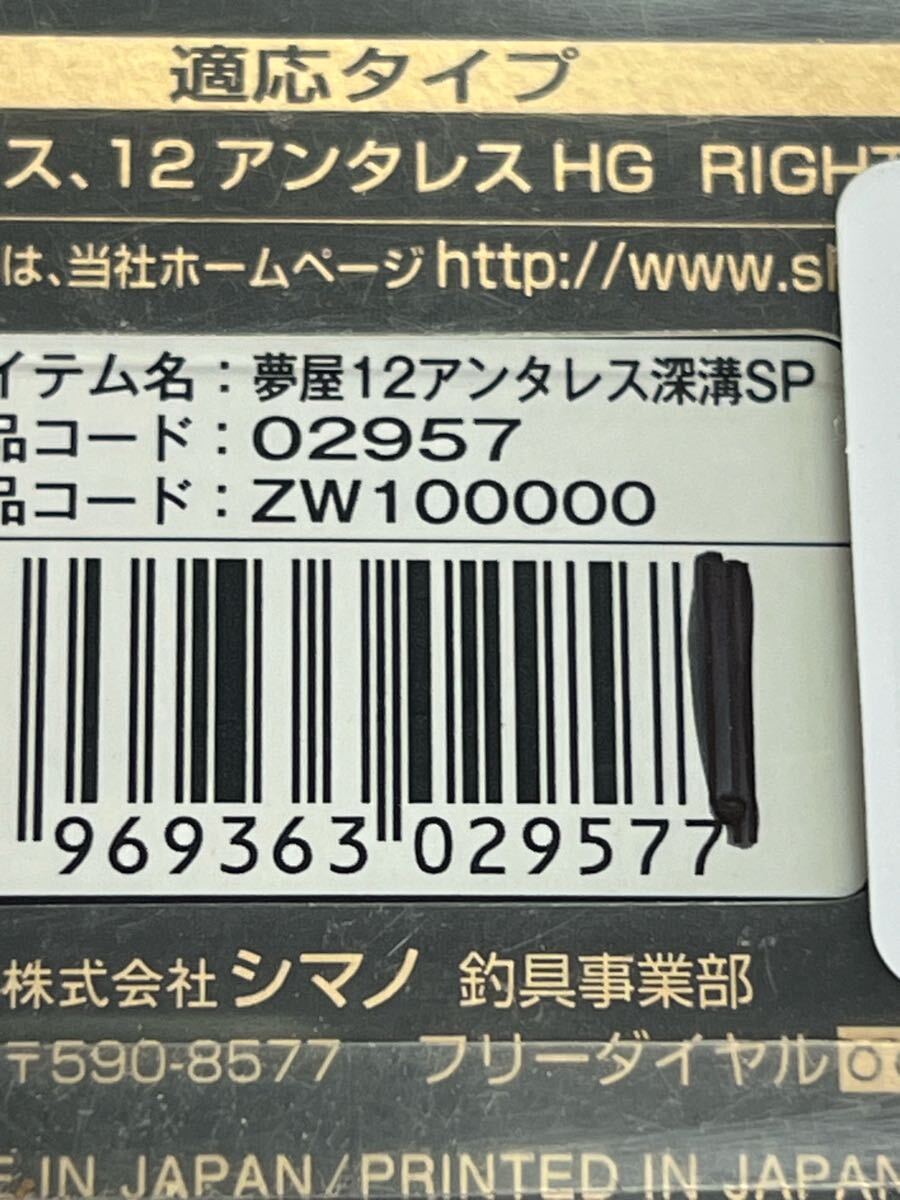 適応タイプ
ス、12 アンタレス HG RIGHT
は、当社ホームページ http://www.sh
イテム名:夢屋12アンタレス深溝SP
品コード:02957
品コード:ZW100000
969363 029577
株式会社 シマノ 釣具事業部
〒590-8577 フリーダイヤル
IN JAPAN/PRINTED IN JAPAN